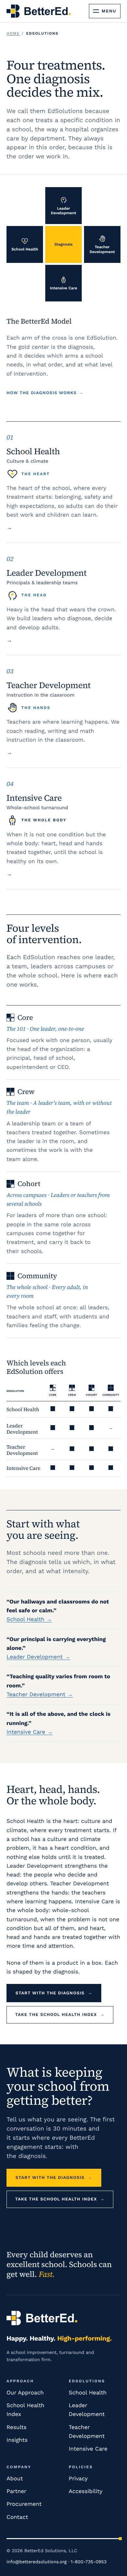 BetterEd.
MENU
HOME / EDSOLUTIONS
Four treatments.
One diagnosis
decides the mix.
We call them EdSolutions because
each one treats a specific condition in
a school, the way a hospital organizes
care by department. They always
appear in this order, because this is
the order we work in.
Leader
Development
School Health
Diagnosis
Teacher
Development
Intensive Care
The BetterEd Model
Each arm of the cross is one EdSolution.
The gold center is the diagnosis,
and it decides which arms a school
needs, in what order, and at what level
of intervention.
HOW THE DIAGNOSIS WORKS →
01
School Health
Culture & climate
THE HEART
The heart of the school, where every
treatment starts: belonging, safety and
high expectations, so adults can do their
best work and children can learn.
→
02
Leader Development
Principals & leadership teams
THE HEAD
Heavy is the head that wears the crown.
We build leaders who diagnose, decide
and develop adults.
→
03
Teacher Development
Instruction in the classroom
THE HANDS
Teachers are where learning happens. We
coach reading, writing and math
instruction in the classroom.
→
04
Intensive Care
Whole-school turnaround
THE WHOLE BODY
When it is not one condition but the
whole body: heart, head and hands
treated together, until the school is
healthy on its own.
→
Four levels
of intervention.
Each EdSolution reaches one leader,
a team, leaders across campuses or
the whole school. Here is where each
one works.
Core
The 101 · One leader, one-to-one
Focused work with one person, usually
the head of the organization: a
principal, head of school,
superintendent or CEO.
Crew
The team · A leader's team, with or without
the leader
A leadership team or a team of
teachers treated together. Sometimes
the leader is in the room, and
sometimes the work is with the
team alone.
Cohort
Across campuses · Leaders or teachers from
several schools
For leaders of more than one school:
people in the same role across
campuses come together for
treatment, and carry it back to
their schools.
Community
The whole school · Every adult, in
every room
The whole school at once: all leaders,
teachers and staff, with students and
families feeling the change.
Which levels each
EdSolution offers
EDSOLUTION CORE CREW COHORT COMMUNITY
School Health
Leader
Development
–
Teacher
Development
–
Intensive Care
Start with what
you are seeing.
Most schools need more than one.
The diagnosis tells us which, in what
order, and at what intensity.
“Our hallways and classrooms do not
feel safe or calm.”
School Health →
“Our principal is carrying everything
alone.”
Leader Development →
“Teaching quality varies from room to
room.”
Teacher Development →
“It is all of the above, and the clock is
running.”
Intensive Care →
Heart, head, hands.
Or the whole body.
School Health is the heart: culture and
climate, where every treatment starts. If
a school has a culture and climate
problem, it has a heart condition, and
nothing else holds until it is treated.
Leader Development strengthens the
head: the people who decide and
develop others. Teacher Development
strengthens the hands: the teachers
who make learning happen. Intensive Care is
the whole body: whole-school
turnaround, when the problem is not one
condition but all of them, and heart,
head and hands are treated together with
more time and attention.
None of them is a product in a box. Each
is shaped by the diagnosis.
START WITH THE DIAGNOSIS →
TAKE THE SCHOOL HEALTH INDEX →
What is keeping
your school from
getting better?
Tell us what you are seeing. The first
conversation is 30 minutes and
it starts where every BetterEd
engagement starts: with
the diagnosis.
START WITH THE DIAGNOSIS →
TAKE THE SCHOOL HEALTH INDEX →
Every child deserves an
excellent school. Schools can
get well. Fast.
BetterEd.
Happy. Healthy. High-performing.
A school improvement, turnaround and
transformation firm.
APPROACH
Our Approach
School Health
Index
Results
Insights
EDSOLUTIONS
School Health
Leader
Development
Teacher
Development
Intensive Care
COMPANY
About
Partner
Procurement
Contact
POLICIES
Privacy
Accessibility
© 2026 BetterEd Solutions, LLC
info@betteredsolutions.org · 1-800-736-0953